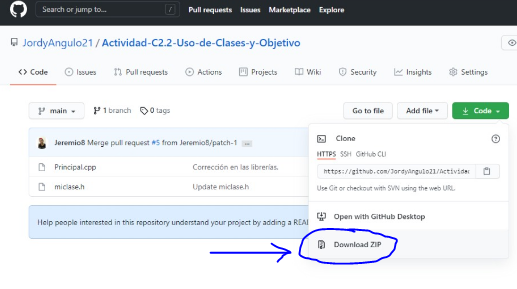 Search or jump to...
/
Pull requests
Issues
Marketplace
Explore
JordyAngulo21 / Actividad-C2.2-Uso-de-Clases-y-Objetivo
Code
Issues
Pull requests
Actions
Projects
Wiki
Security
Insights
Settings
main
1 branch
0 tags
Go to file
Add file
Code
Jeremio8 Merge pull request #5 from Jeremio8/patch-1
...
Principal.cpp
Corrección en las librerías.
miclase.h
Update miclase.h
Help people interested in this repository understand your project by adding a REA
Clone
HTTPS
SSH
GitHub CLI
https://github.com/JordyAngulo21/Activida
Use Git or checkout with SVN using the web URL.
Open with GitHub Desktop
Download ZIP